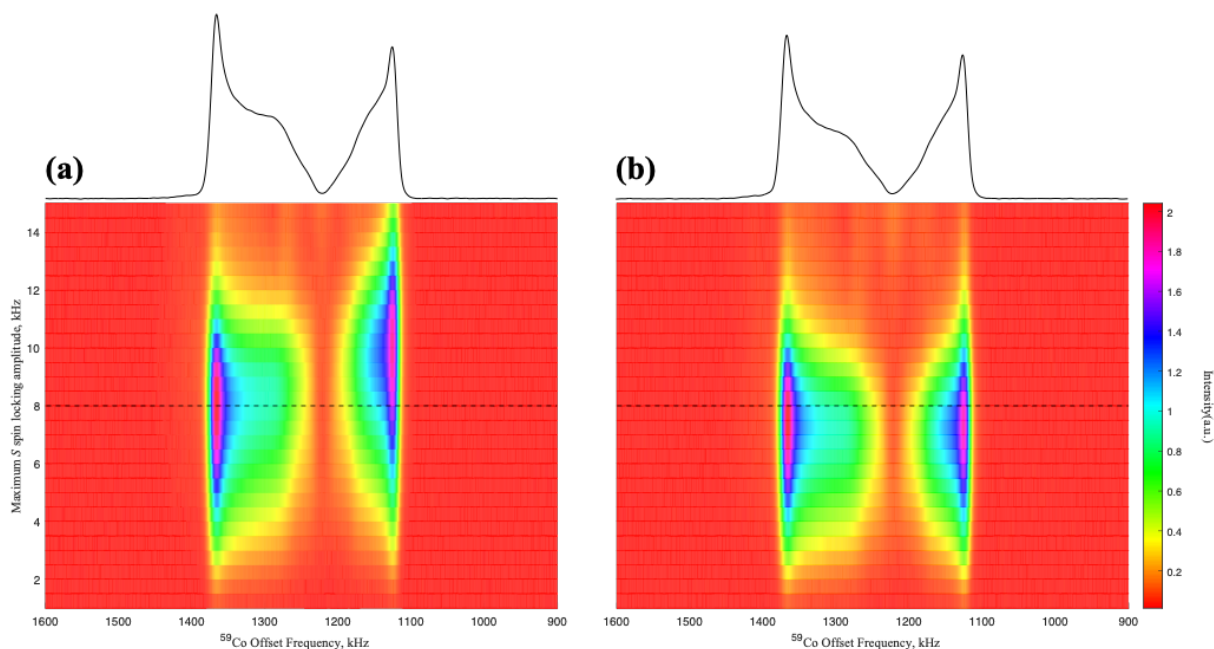 (a)
(b)
Maximum S spin locking amplitude, kHz
14
12
10
8
6
4
2
1600 1500 1400 1300 1200 1100 1000 900
59Co Offset Frequency, kHz
1600 1500 1400 1300 1200 1100 1000 900
59Co Offset Frequency, kHz
2
1.8
1.6
1.4
1.2
1
0.8
0.6
0.4
0.2
Intensity(a.u.)